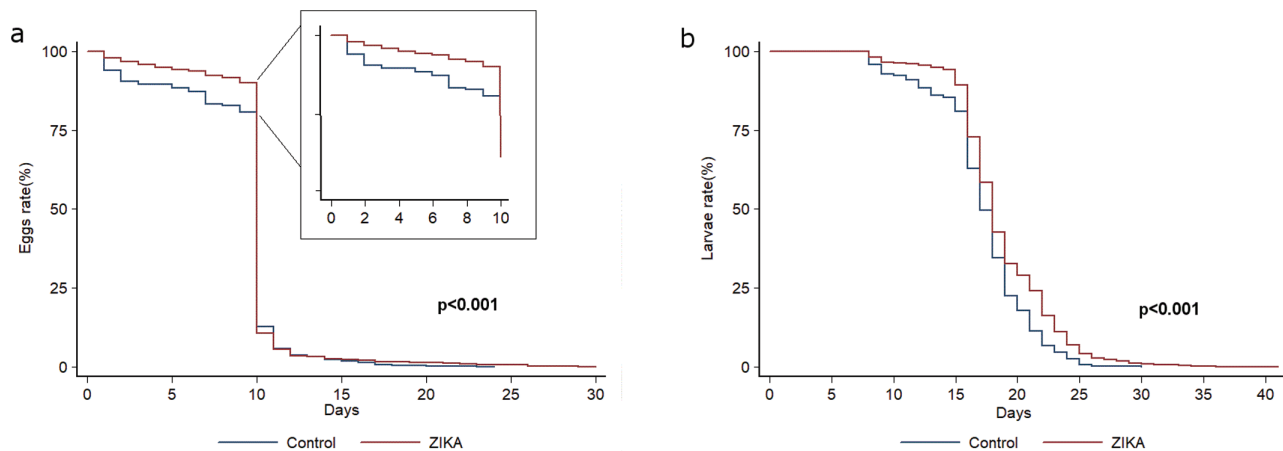 a
100
75
50
25
0
Eggs rate(%)
0 5 10 15 20 25 30
Days
0 2 4 6 8 10
p<0.001
Control ZIKA
b
100
75
50
25
0
Larvae rate(%)
0 5 10 15 20 25 30 35 40
Days
p<0.001
Control ZIKA